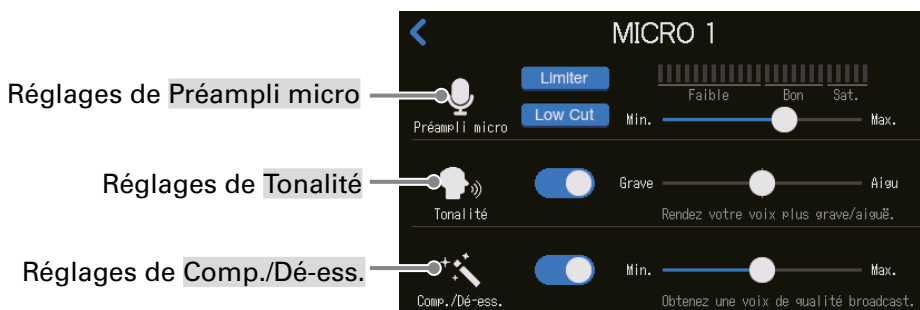 MICRO 1
Réglages de Préampli micro
Préampli micro
Limiter
Low Cut
Faible Bon Sat.
Min. Max.
Réglages de Tonalité
Tonalité
Grave Aigu
Rendez votre voix plus grave/aiguë.
Réglages de Comp./Dé-ess.
Comp./Dé-ess.
Min. Max.
Obtenez une voix de qualité broadcast.